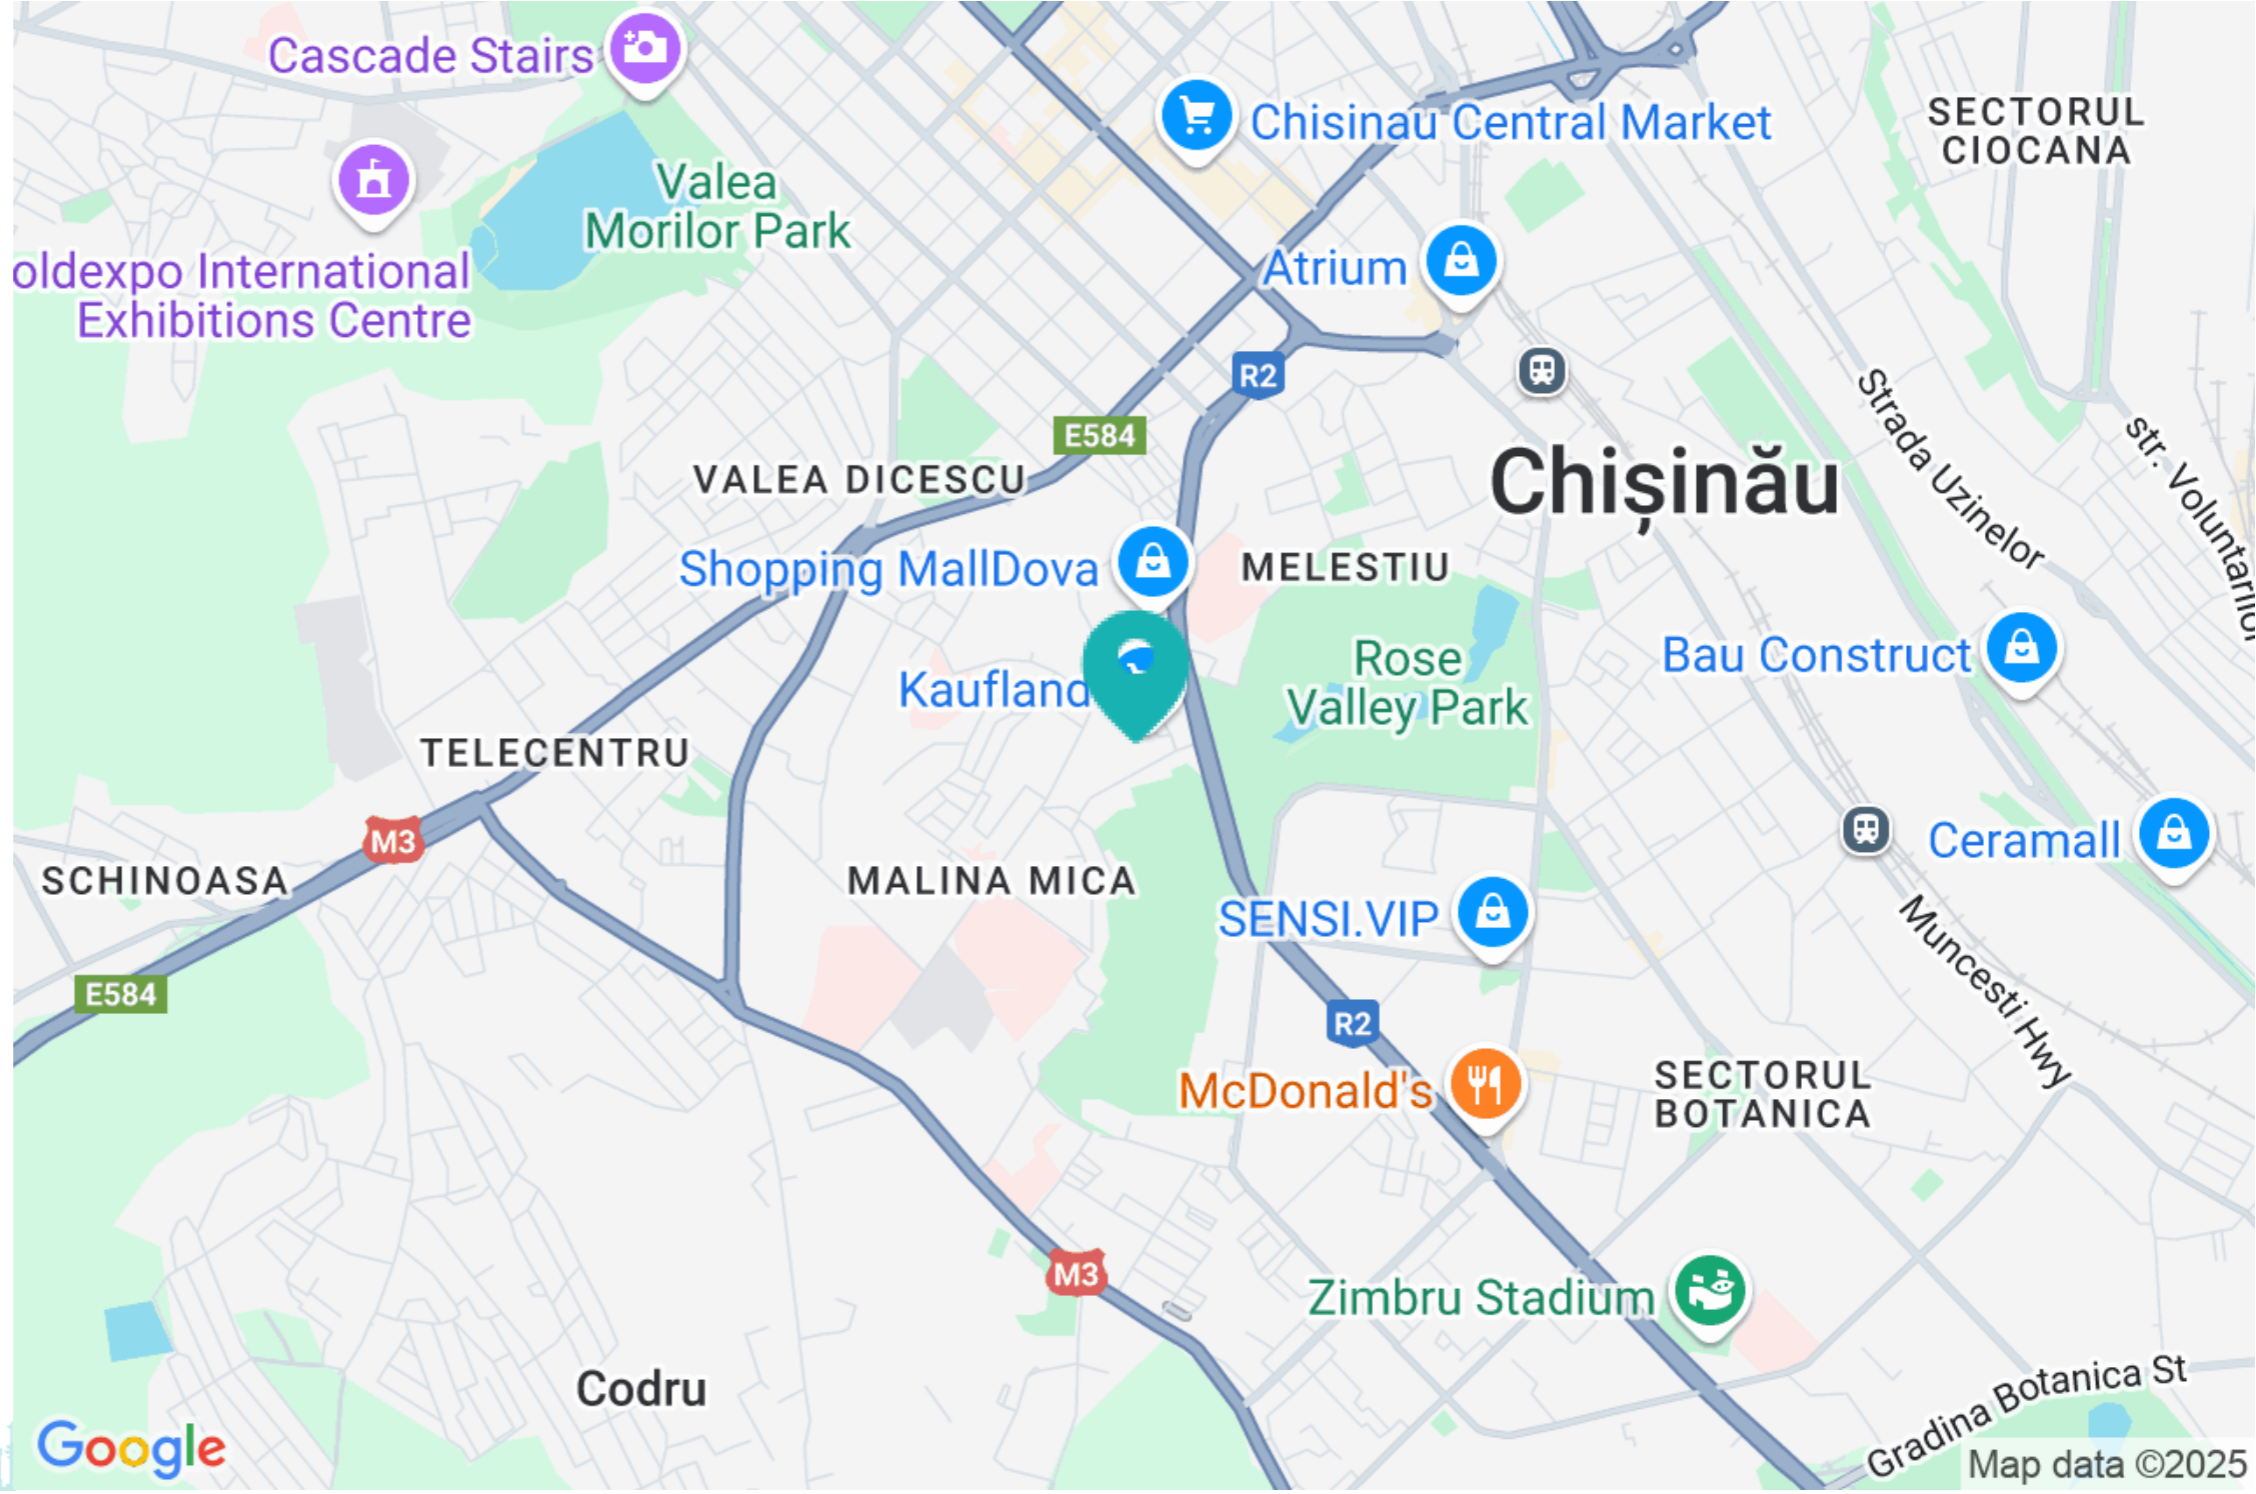 Cascade Stairs
Chisinau Central Market
SECTORUL
CIOCANA
Valea
Morilor Park
oldexpo International
Exhibitions Centre
Atrium
R2
Strada Uzinelor
E584
str. Voluntarilor
VALEA DICESCU
Chișinău
Shopping MallDova
MELESTIU
Kaufland
Rose
Valley Park
Bau Construct
TELECENTRU
M3
Ceramall
SCHINOASA
MALINA MICA
SENSI.VIP
Muncesti Hwy
E584
R2
McDonald's
SECTORUL
BOTANICA
M3
Zimbru Stadium
Codru
Gradina Botanica St
Google
Map data ©2025